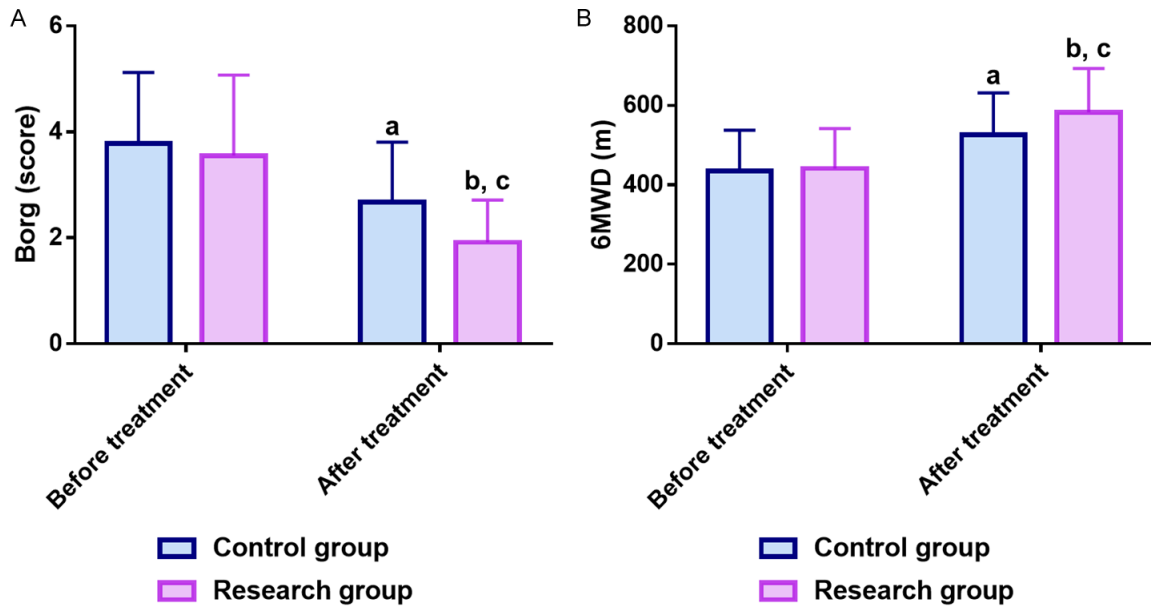 A
Borg (score)
6
4
2
0
a
b, c
Before treatment
After treatment
Control group
Research group
B
6MWD (m)
800
600
400
200
0
a
b, c
Before treatment
After treatment
Control group
Research group